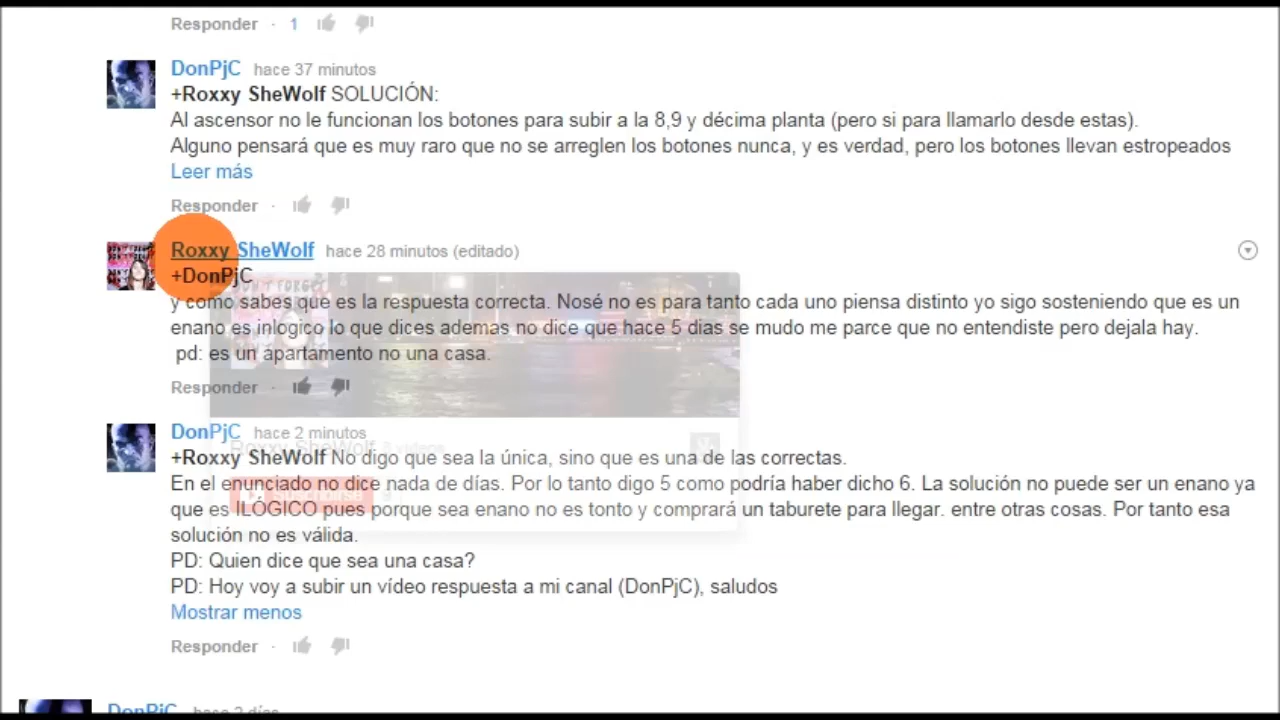 Responder · 1
DonPjC hace 37 minutos
+Roxxy SheWolf SOLUCIÓN:
Al ascensor no le funcionan los botones para subir a la 8,9 y décima planta (pero si para llamarlo desde estas).
Alguno pensará que es muy raro que no se arreglen los botones nunca, y es verdad, pero los botones llevan estropeados
Leer más
Responder ·
Roxxy SheWolf hace 28 minutos (editado)
+DonPjC
y como sabes que es la respuesta correcta. Nosé no es para tanto cada uno piensa distinto yo sigo sosteniendo que es un
enano es inlogico lo que dices ademas no dice que hace 5 dias se mudo me parce que no entendiste pero dejala hay.
pd: es un apartamento no una casa.
Responder ·
DonPjC hace 2 minutos
Roxxy SheWolf
+Roxxy SheWolf No digo que sea la única, sino que es una de las correctas.
En el enunciado no dice nada de días. Por lo tanto digo 5 como podría haber dicho 6. La solución no puede ser un enano ya
Suscribirse
que es ILÓGICO pues porque sea enano no es tonto y comprará un taburete para llegar. entre otras cosas. Por tanto esa
solución no es válida.
PD: Quien dice que sea una casa?
PD: Hoy voy a subir un vídeo respuesta a mi canal (DonPjC), saludos
Mostrar menos
Responder ·
DonPjC hace 2 días